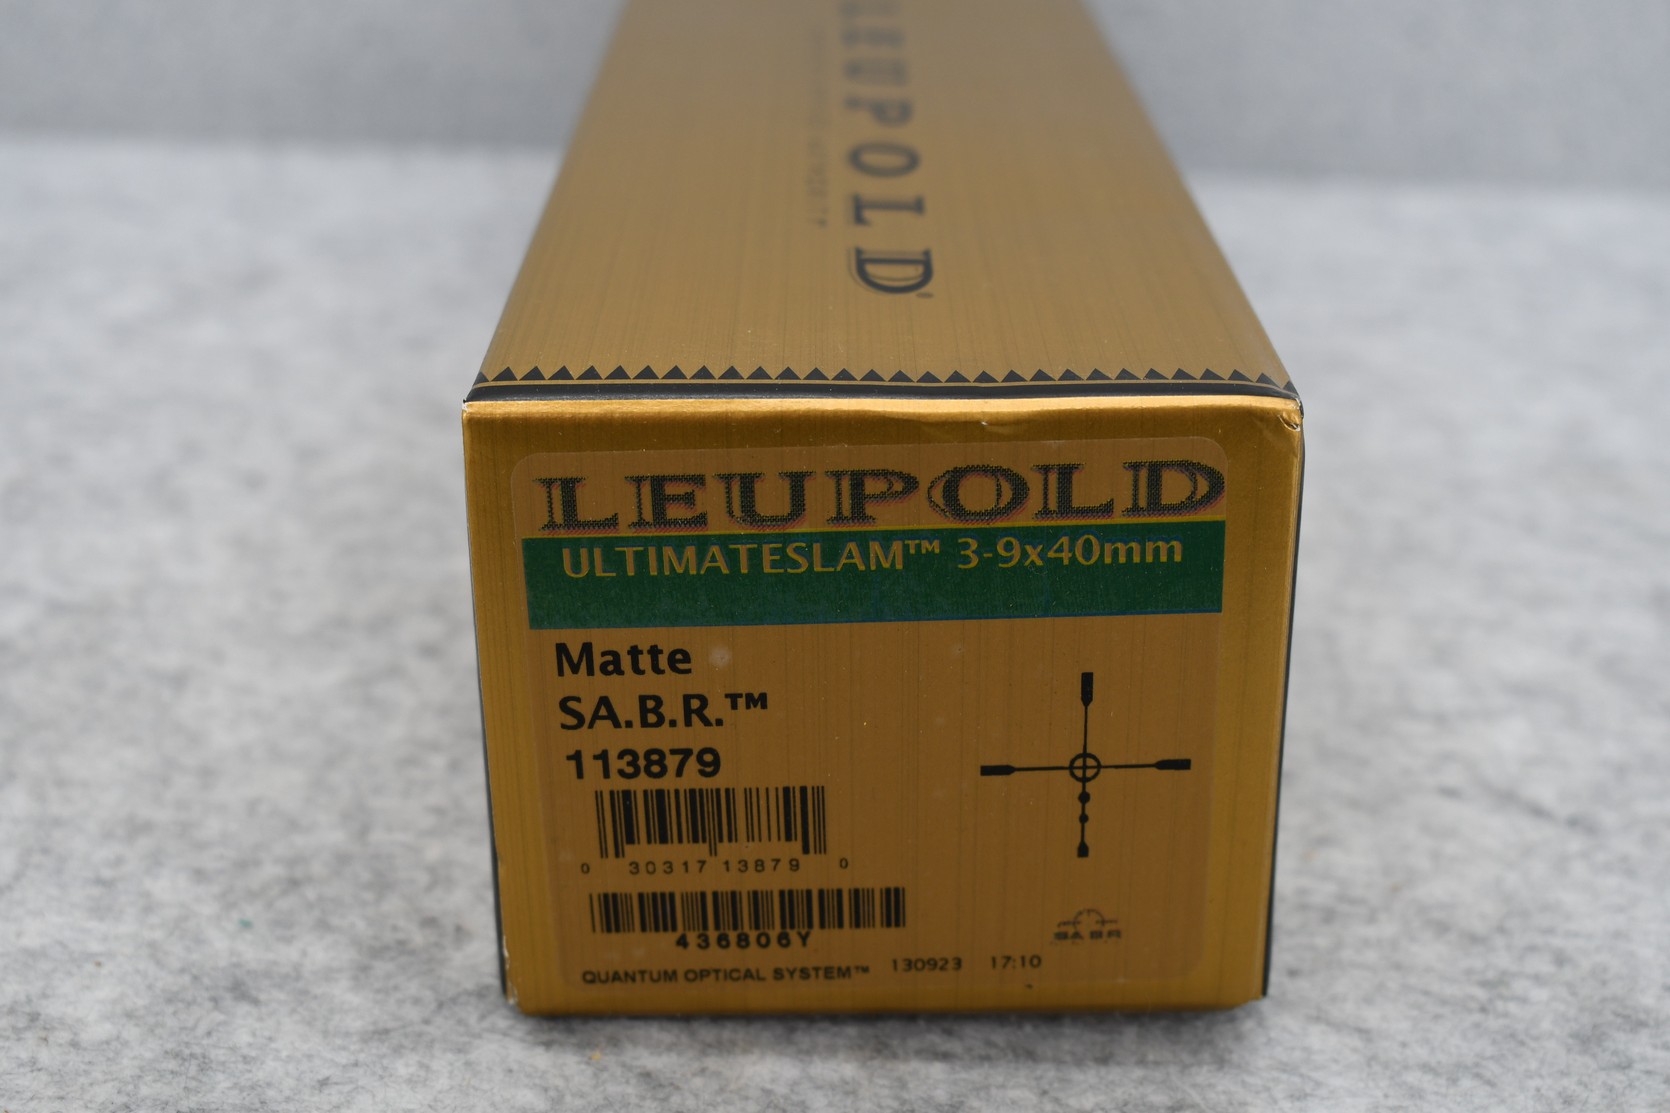 LEUPOLD
LEUPOLD
ULTIMATESLAM™ 3-9x40mm
Matte
SA.B.R.™
113879
0 30317 13879 0
436806Y
QUANTUM OPTICAL SYSTEM™ 130923 17:10
SA.B.R